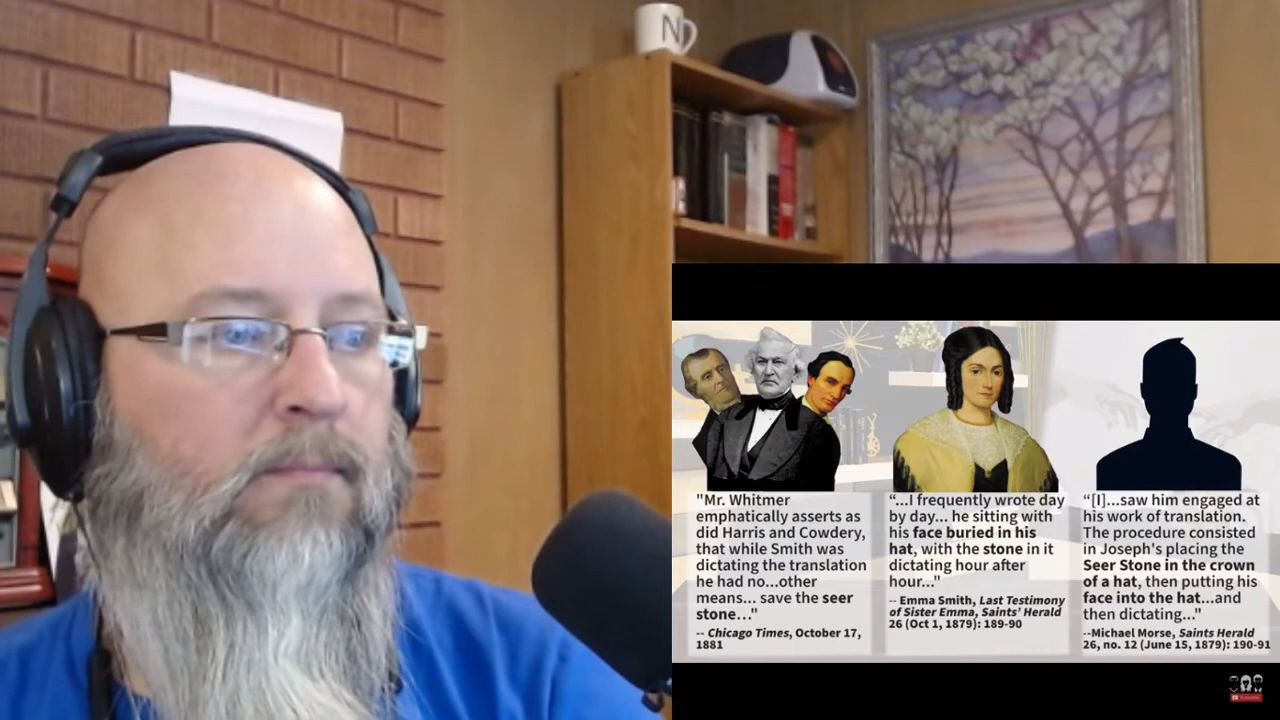 N
"Mr. Whitmer
emphatically asserts as
did Harris and Cowdery,
that while Smith was
dictating the translation
he had no...other
means... save the seer
stone..."
-- Chicago Times, October 17,
1881
“...I frequently wrote day
by day... he sitting with
his face buried in his
hat, with the stone in it
dictating hour after
hour..."
-- Emma Smith, Last Testimony
of Sister Emma, Saints’ Herald
26 (Oct 1, 1879): 189-90
“[I]...saw him engaged at
his work of translation.
The procedure consisted
in Joseph's placing the
Seer Stone in the crown
of a hat, then putting his
face into the hat...and
then dictating..."
--Michael Morse, Saints Herald
26, no. 12 (June 15, 1879): 190-91